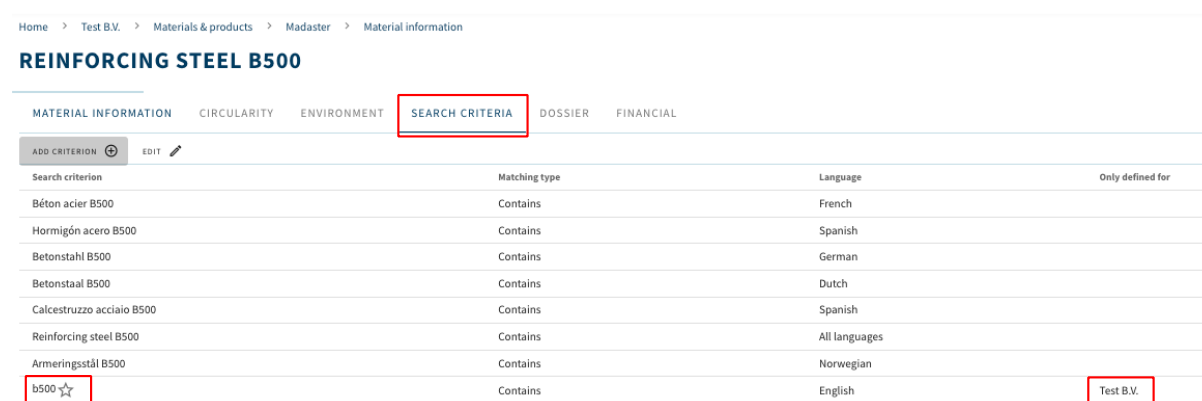 Home > Test B.V. > Materials & products > Madaster > Material information
REINFORCING STEEL B500
MATERIAL INFORMATION CIRCULARITY ENVIRONMENT SEARCH CRITERIA DOSSIER FINANCIAL
ADD CRITERION EDIT
Search criterion Matching type Language Only defined for
Béton acier B500 Contains French
Hormigón acero B500 Contains Spanish
Betonstahl B500 Contains German
Betonstaal B500 Contains Dutch
Calcestruzzo acciaio B500 Contains Spanish
Reinforcing steel B500 Contains All languages
Armeringsstål B500 Contains Norwegian
b500 Contains English Test B.V.